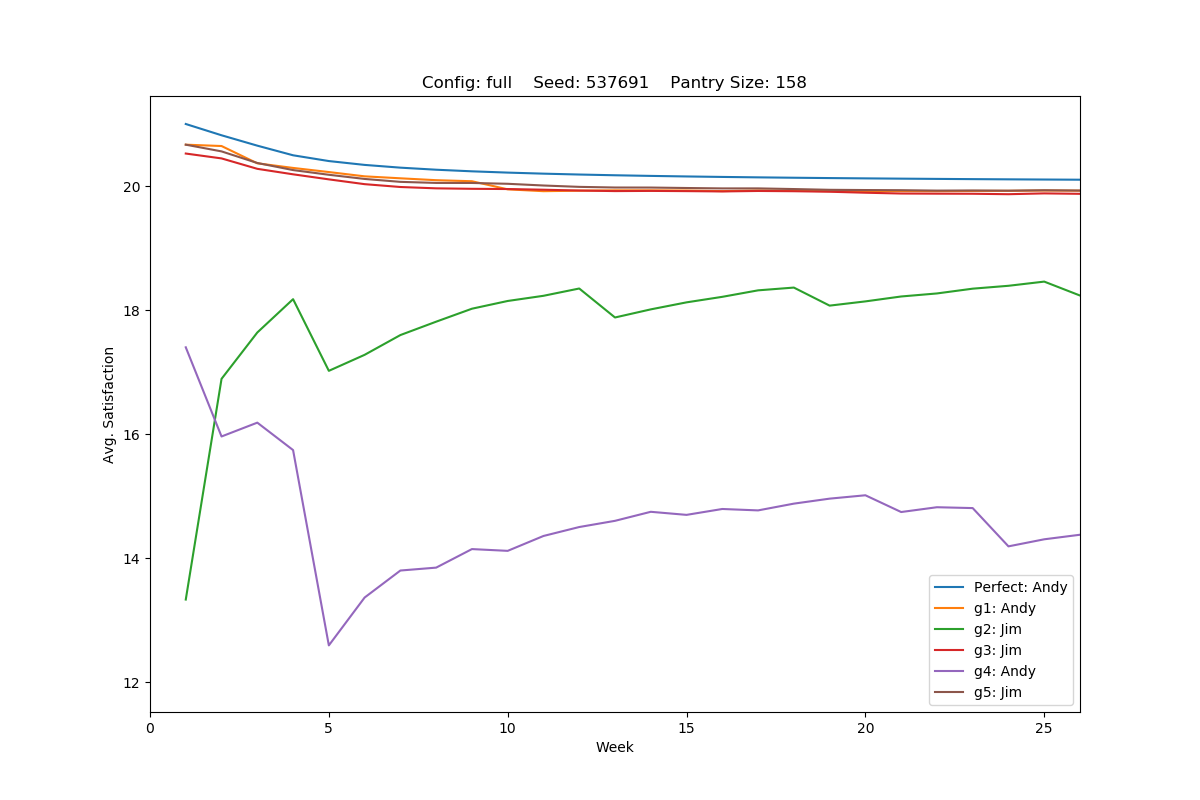 Config: full    Seed: 537691    Pantry Size: 158
20
18
16
14
12
Avg. Satisfaction
0 5 10 15 20 25
Week
Perfect: Andy
g1: Andy
g2: Jim
g3: Jim
g4: Andy
g5: Jim